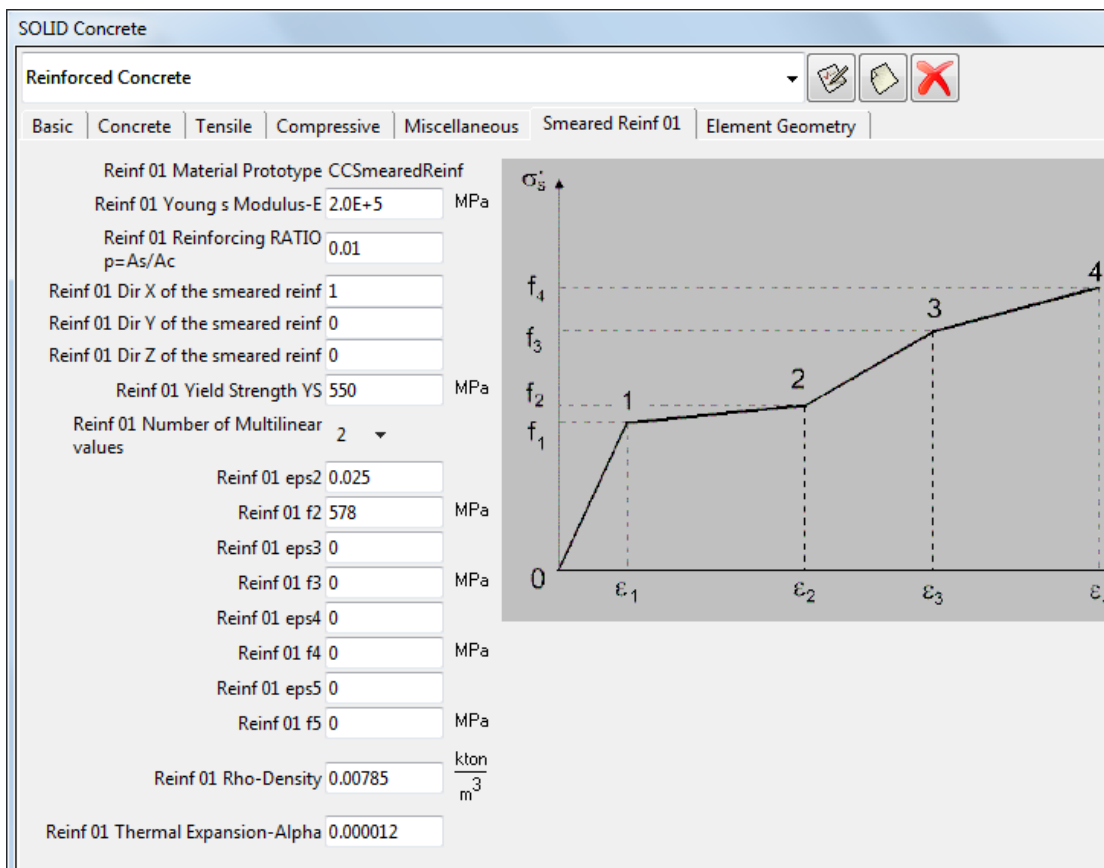 SOLID Concrete
Reinforced Concrete
Basic Concrete Tensile Compressive Miscellaneous Smeared Reinf 01 Element Geometry
Reinf 01 Material Prototype CCSmearedReinf
Reinf 01 Young s Modulus-E 2.0E+5 MPa
Reinf 01 Reinforcing RATIO
p=As/Ac 0.01
Reinf 01 Dir X of the smeared reinf 1
Reinf 01 Dir Y of the smeared reinf 0
Reinf 01 Dir Z of the smeared reinf 0
Reinf 01 Yield Strength YS 550 MPa
Reinf 01 Number of Multilinear
values 2
Reinf 01 eps2 0.025
Reinf 01 f2 578 MPa
Reinf 01 eps3 0
Reinf 01 f3 0 MPa
Reinf 01 eps4 0
Reinf 01 f4 0 MPa
Reinf 01 eps5 0
Reinf 01 f5 0 MPa
Reinf 01 Rho-Density 0.00785 kton
m3
Reinf 01 Thermal Expansion-Alpha 0.000012
σs
f4 4
f3 3
f2 2
f1 1
0 ε1 ε2 ε3